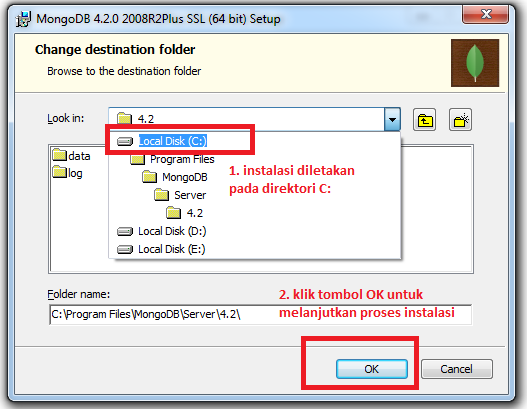 MongoDB 4.2.0 2008R2Plus SSL (64 bit) Setup
Change destination folder
Browse to the destination folder
Look in:
4.2
Local Disk (C:)
Program Files
MongoDB
Server
4.2
Local Disk (D:)
Local Disk (E:)
data
log
1. instalasi diletakan
pada direktori C:
2. klik tombol OK untuk
melanjutkan proses instalasi
Folder name:
C:\Program Files\MongoDB\Server\4.2\
OK
Cancel